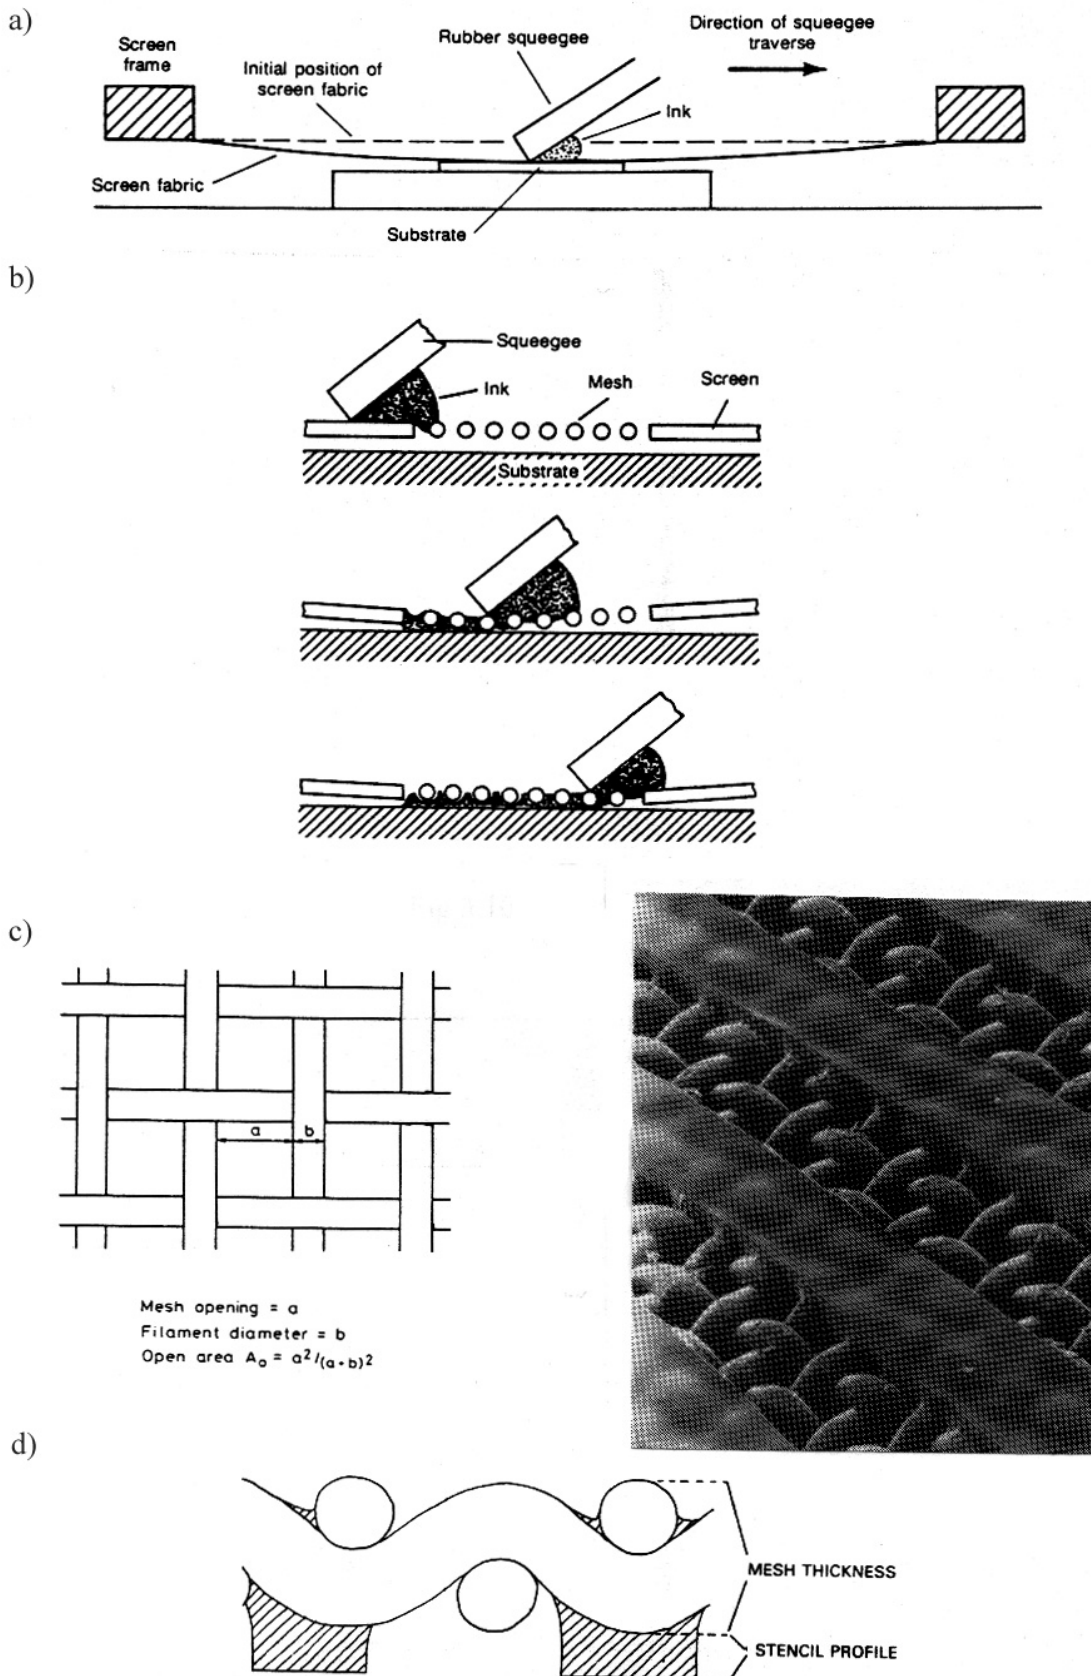 a)
Screen
frame
Initial position of
screen fabric
Rubber squeegee
Direction of squeegee
traverse
Ink
Screen fabric
Substrate
b)
Squeegee
Ink
Mesh
Screen
Substrate
c)
a
b
Mesh opening = a
Filament diameter = b
Open area Aₒ = a²/(a+b)²
d)
MESH THICKNESS
STENCIL PROFILE